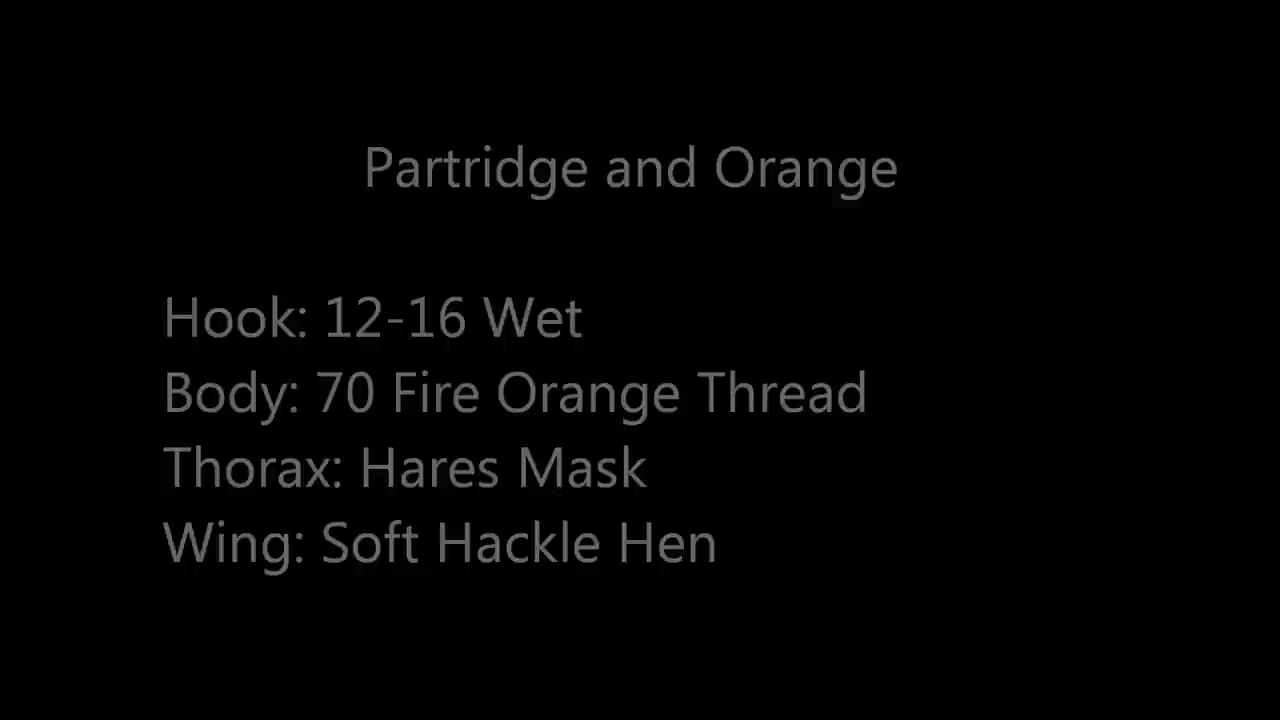 Partridge and Orange
Hook: 12-16 Wet
Body: 70 Fire Orange Thread
Thorax: Hares Mask
Wing: Soft Hackle Hen